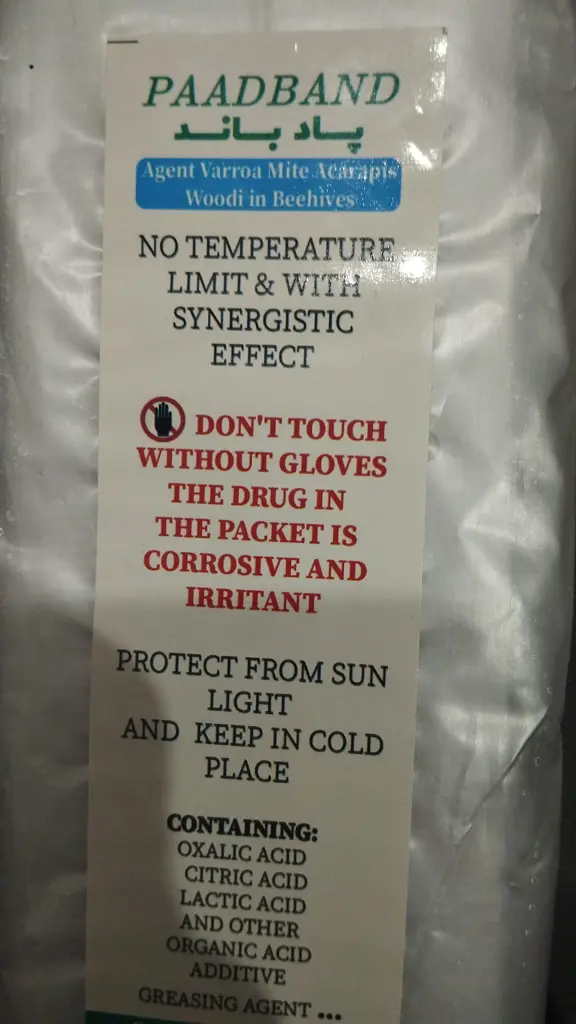 PAADBAND
پاد باند
Agent Varroa Mite Acarapis
Woodi in Beehives
NO TEMPERATURE
LIMIT & WITH
SYNERGISTIC
EFFECT
DON'T TOUCH
WITHOUT GLOVES
THE DRUG IN
THE PACKET IS
CORROSIVE AND
IRRITANT
PROTECT FROM SUN
LIGHT
AND KEEP IN COLD
PLACE
CONTAINING:
OXALIC ACID
CITRIC ACID
LACTIC ACID
AND OTHER
ORGANIC ACID
ADDITIVE
GREASING AGENT ...